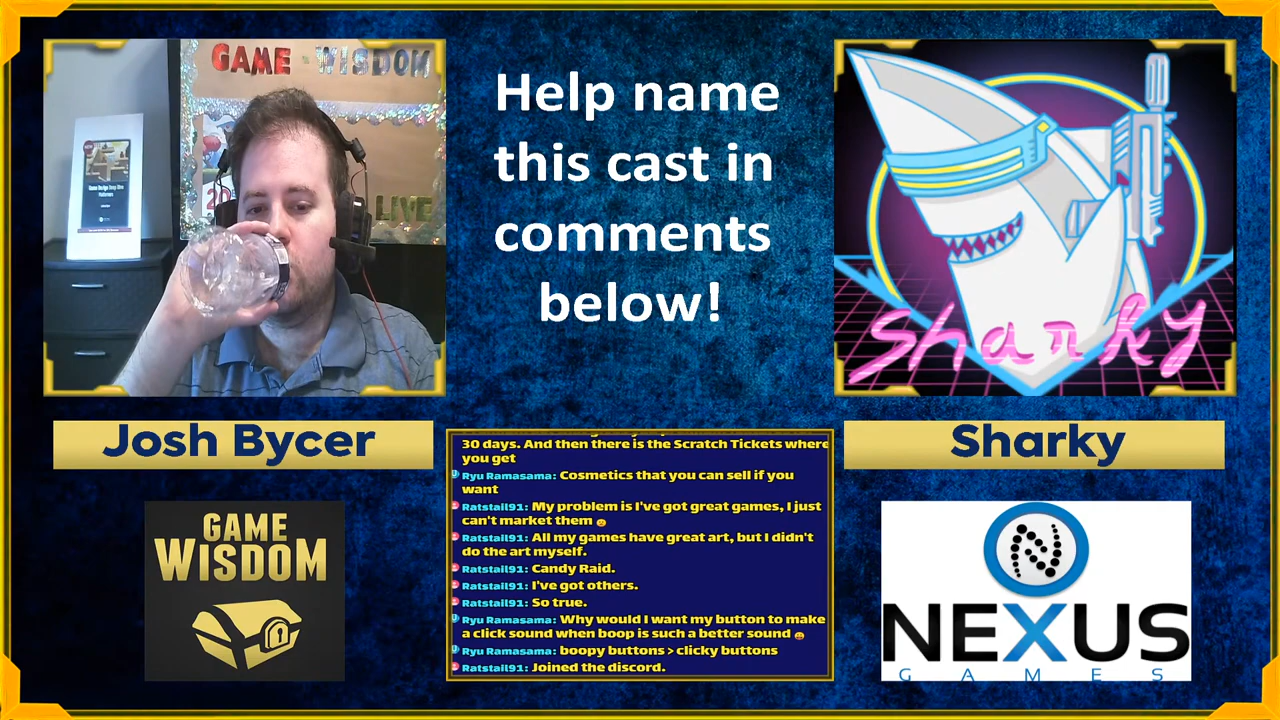 GAME WISDOM
LIVE
Help name
this cast in
comments
below!
Sharky
Josh Bycer
Sharky
30 days. And then there is the Scratch Tickets where
you get
Ryu Ramasama: Cosmetics that you can sell if you
want
Ratstail91: My problem is I've got great games, I just
can't market them
Ratstail91: All my games have great art, but I didn't
do the art myself.
Ratstail91: Candy Raid.
Ratstail91: I've got others.
Ratstail91: So true.
Ryu Ramasama: Why would I want my button to make
a click sound when boop is such a better sound
Ryu Ramasama: boopy buttons > clicky buttons
Ratstail91: Joined the discord.
GAME
WISDOM
N
NEXUS
GAMES